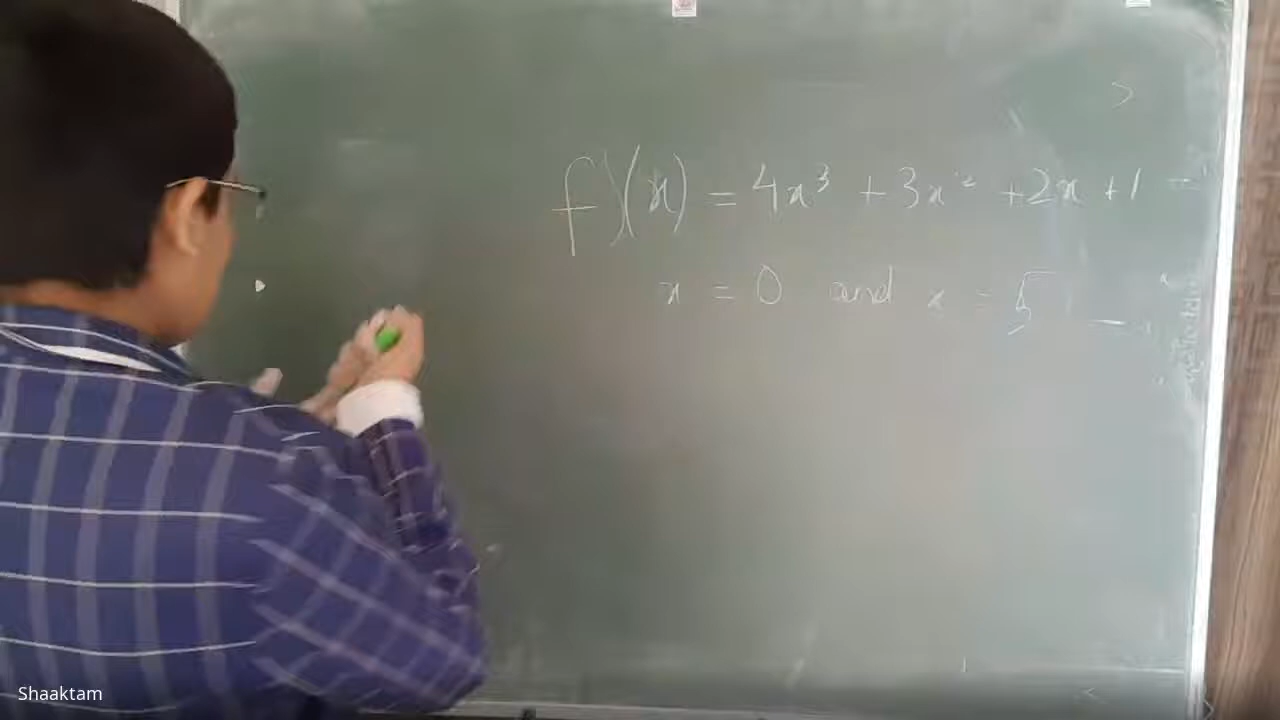 f'(x) = 4x³ + 3x² + 2x + 1
x = 0 and x = 5
Shaaktam